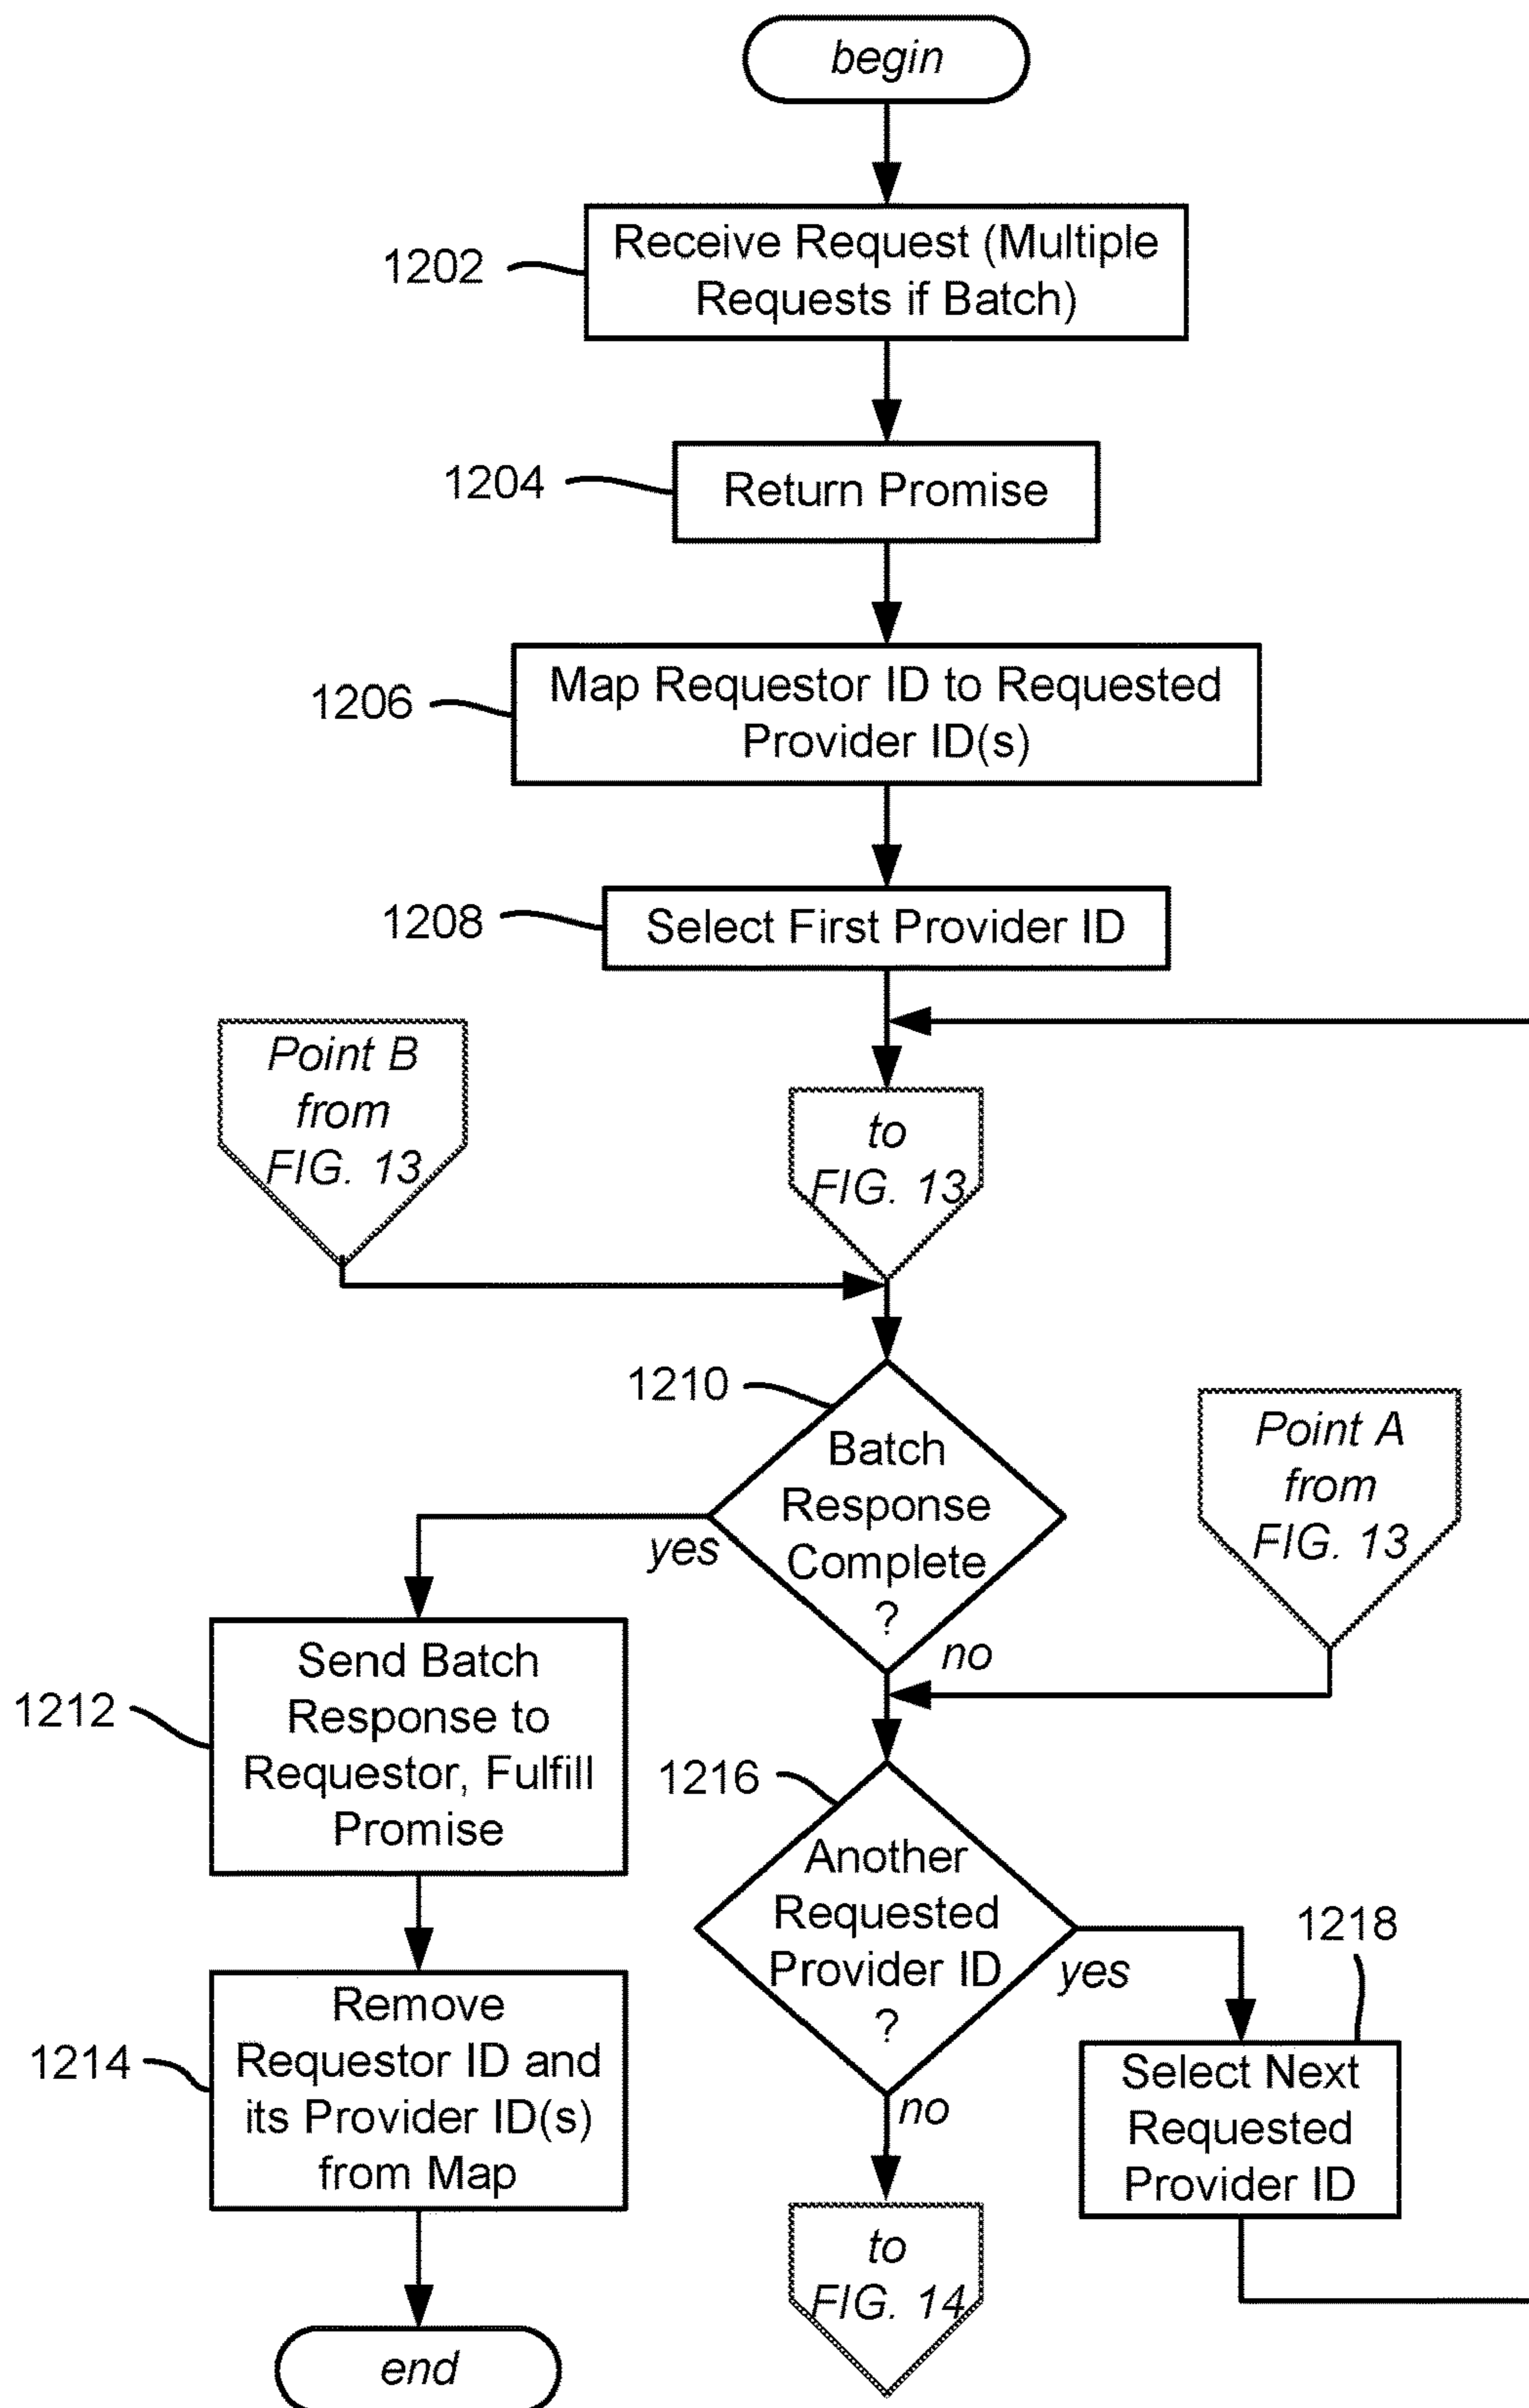 begin
1202
Receive Request (Multiple
Requests if Batch)
1204
Return Promise
1206
Map Requestor ID to Requested
Provider ID(s)
1208
Select First Provider ID
Point B
from
FIG. 13
to
FIG. 13
1210
Batch
Response
Complete
?
yes
no
Point A
from
FIG. 13
1212
Send Batch
Response to
Requestor, Fulfill
Promise
1216
Another
Requested
Provider ID
?
yes
no
1218
Select Next
Requested
Provider ID
1214
Remove
Requestor ID and
its Provider ID(s)
from Map
to
FIG. 14
end